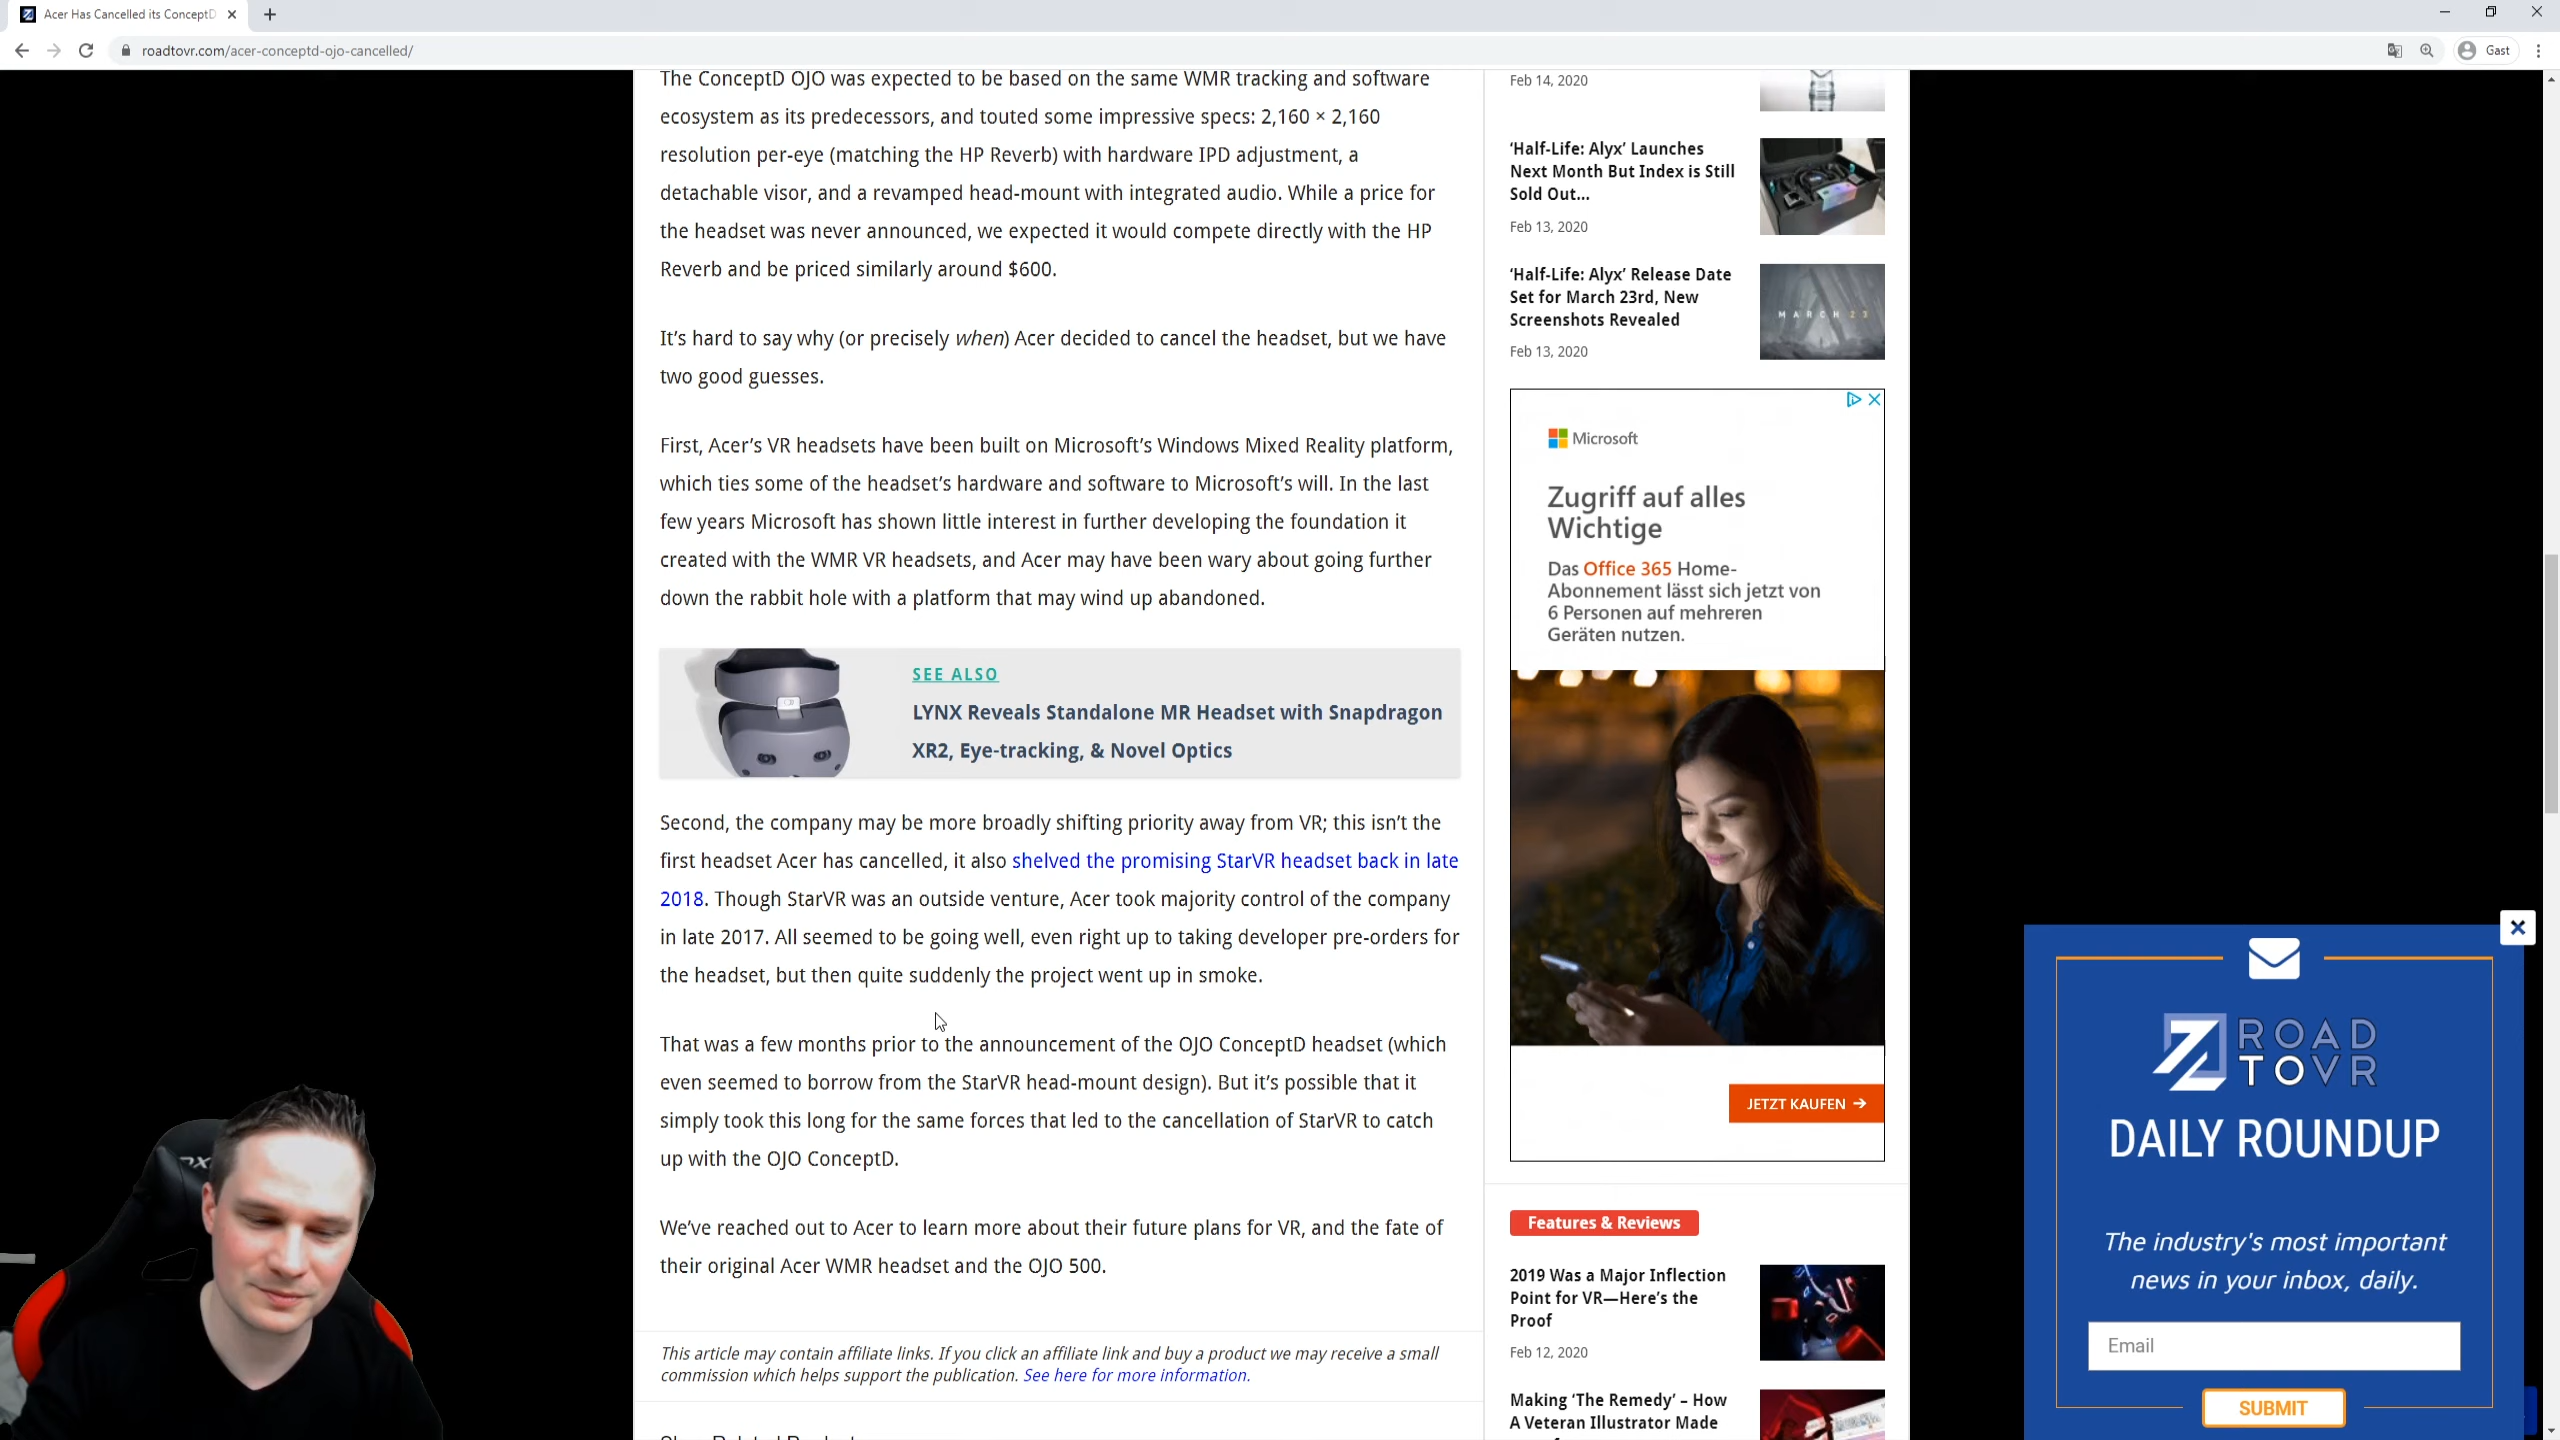 Acer Has Cancelled its ConceptD
roadtovr.com/acer-conceptd-ojo-cancelled/
Gast
The ConceptD OJO was expected to be based on the same WMR tracking and software
ecosystem as its predecessors, and touted some impressive specs: 2,160 × 2,160
resolution per-eye (matching the HP Reverb) with hardware IPD adjustment, a
detachable visor, and a revamped head-mount with integrated audio. While a price for
the headset was never announced, we expected it would compete directly with the HP
Reverb and be priced similarly around $600.
It’s hard to say why (or precisely when) Acer decided to cancel the headset, but we have
two good guesses.
First, Acer’s VR headsets have been built on Microsoft’s Windows Mixed Reality platform,
which ties some of the headset’s hardware and software to Microsoft’s will. In the last
few years Microsoft has shown little interest in further developing the foundation it
created with the WMR VR headsets, and Acer may have been wary about going further
down the rabbit hole with a platform that may wind up abandoned.
SEE ALSO
LYNX Reveals Standalone MR Headset with Snapdragon
XR2, Eye-tracking, & Novel Optics
Second, the company may be more broadly shifting priority away from VR; this isn’t the
first headset Acer has cancelled, it also shelved the promising StarVR headset back in late
2018. Though StarVR was an outside venture, Acer took majority control of the company
in late 2017. All seemed to be going well, even right up to taking developer pre-orders for
the headset, but then quite suddenly the project went up in smoke.
That was a few months prior to the announcement of the OJO ConceptD headset (which
even seemed to borrow from the StarVR head-mount design). But it’s possible that it
simply took this long for the same forces that led to the cancellation of StarVR to catch
up with the OJO ConceptD.
We’ve reached out to Acer to learn more about their future plans for VR, and the fate of
their original Acer WMR headset and the OJO 500.
This article may contain affiliate links. If you click an affiliate link and buy a product we may receive a small
commission which helps support the publication. See here for more information.
Feb 14, 2020
‘Half-Life: Alyx’ Launches
Next Month But Index is Still
Sold Out...
Feb 13, 2020
‘Half-Life: Alyx’ Release Date
Set for March 23rd, New
Screenshots Revealed
Feb 13, 2020
MARCH 23
Microsoft
Zugriff auf alles
Wichtige
Das Office 365 Home-
Abonnement lässt sich jetzt von
6 Personen auf mehreren
Geräten nutzen.
JETZT KAUFEN →
Features & Reviews
2019 Was a Major Inflection
Point for VR—Here’s the
Proof
Feb 12, 2020
Making ‘The Remedy’ – How
A Veteran Illustrator Made
ROAD
TOVR
DAILY ROUNDUP
The industry's most important
news in your inbox, daily.
Email
SUBMIT